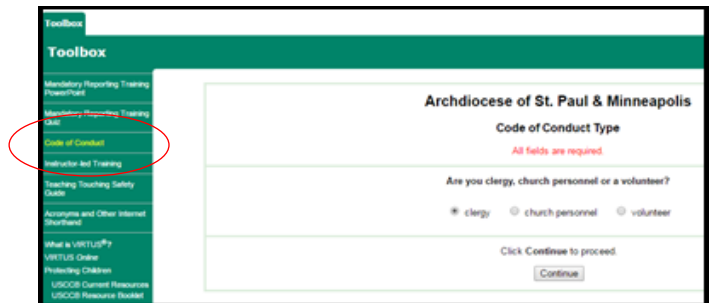 Toolbox
Toolbox
Mandatory Reporting Training
PowerPoint
Mandatory Reporting Training
Quiz
Code of Conduct
Instructor-led Training
Teaching Touching Safety
Guide
Acronyms and Other Internet
Shorthand
What is VIRTUS®?
VIRTUS Online
Protecting Children
USCCB Current Resources
USCCB Resource Booklet
Archdiocese of St. Paul & Minneapolis
Code of Conduct Type
All fields are required.
Are you clergy, church personnel or a volunteer?
clergy church personnel volunteer
Click Continue to proceed.
Continue